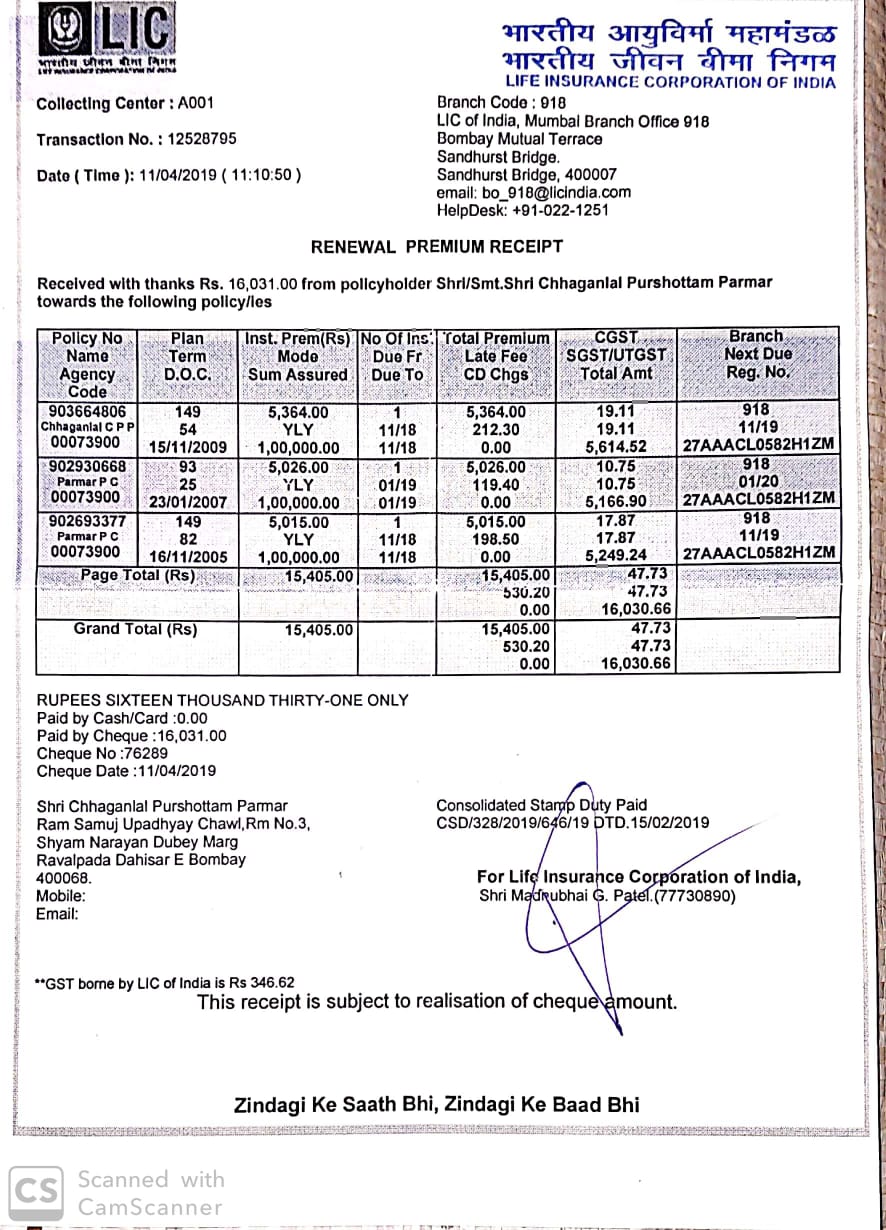 LIC
भारतीय जीवन बीमा निगम
LIFE INSURANCE CORPORATION OF INDIA
भारतीय आयुर्विमा महामंडळ
भारतीय जीवन बीमा निगम
LIFE INSURANCE CORPORATION OF INDIA
Collecting Center : A001
Transaction No. : 12528795
Date ( Time ): 11/04/2019 ( 11:10:50 )
Branch Code : 918
LIC of India, Mumbai Branch Office 918
Bombay Mutual Terrace
Sandhurst Bridge.
Sandhurst Bridge, 400007
email: bo_918@licindia.com
HelpDesk: +91-022-1251
RENEWAL PREMIUM RECEIPT
Received with thanks Rs. 16,031.00 from policyholder Shri/Smt.Shri Chhaganlal Purshottam Parmar
towards the following policy/ies
Policy No Plan Inst. Prem(Rs) No Of Ins. Total Premium CGST Branch
Name Term Mode Due Fr Late Fee SGST/UTGST Next Due
Agency D.O.C. Sum Assured Due To CD Chgs Total Amt Reg. No.
Code
903664806 149 5,364.00 1 5,364.00 19.11 918
Chhaganlal C P P 54 YLY 11/18 212.30 19.11 11/19
00073900 15/11/2009 1,00,000.00 11/18 0.00 5,614.52 27AAACL0582H1ZM
902930668 93 5,026.00 1 5,026.00 10.75 918
Parmar P C 25 YLY 01/19 119.40 10.75 01/20
00073900 23/01/2007 1,00,000.00 01/19 0.00 5,166.90 27AAACL0582H1ZM
902693377 149 5,015.00 1 5,015.00 17.87 918
Parmar P C 82 YLY 11/18 198.50 17.87 11/19
00073900 16/11/2005 1,00,000.00 11/18 0.00 5,249.24 27AAACL0582H1ZM
Page Total (Rs) 15,405.00 15,405.00 47.73
530.20 47.73
0.00 16,030.66
Grand Total (Rs) 15,405.00 15,405.00 47.73
530.20 47.73
0.00 16,030.66
RUPEES SIXTEEN THOUSAND THIRTY-ONE ONLY
Paid by Cash/Card :0.00
Paid by Cheque :16,031.00
Cheque No :76289
Cheque Date :11/04/2019
Shri Chhaganlal Purshottam Parmar
Ram Samuj Upadhyay Chawl,Rm No.3,
Shyam Narayan Dubey Marg
Ravalpada Dahisar E Bombay
400068.
Mobile:
Email:
Consolidated Stamp Duty Paid
CSD/328/2019/646/19 DTD.15/02/2019
For Life Insurance Corporation of India,
Shri Madhubhai G. Patel.(77730890)
**GST borne by LIC of India is Rs 346.62
This receipt is subject to realisation of cheque amount.
Zindagi Ke Saath Bhi, Zindagi Ke Baad Bhi
CS Scanned with
CamScanner